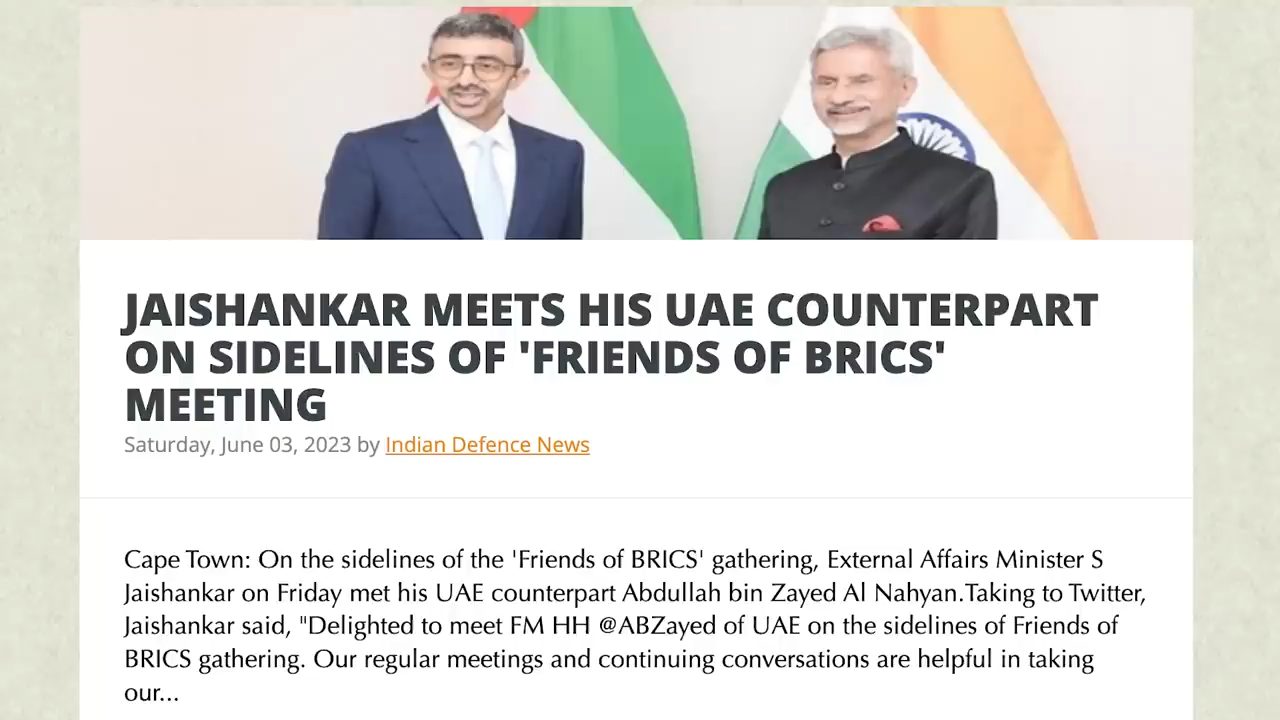 JAISHANKAR MEETS HIS UAE COUNTERPART
ON SIDELINES OF 'FRIENDS OF BRICS'
MEETING
Saturday, June 03, 2023 by Indian Defence News
Cape Town: On the sidelines of the 'Friends of BRICS' gathering, External Affairs Minister S
Jaishankar on Friday met his UAE counterpart Abdullah bin Zayed Al Nahyan.Taking to Twitter,
Jaishankar said, "Delighted to meet FM HH @ABZayed of UAE on the sidelines of Friends of
BRICS gathering. Our regular meetings and continuing conversations are helpful in taking
our...